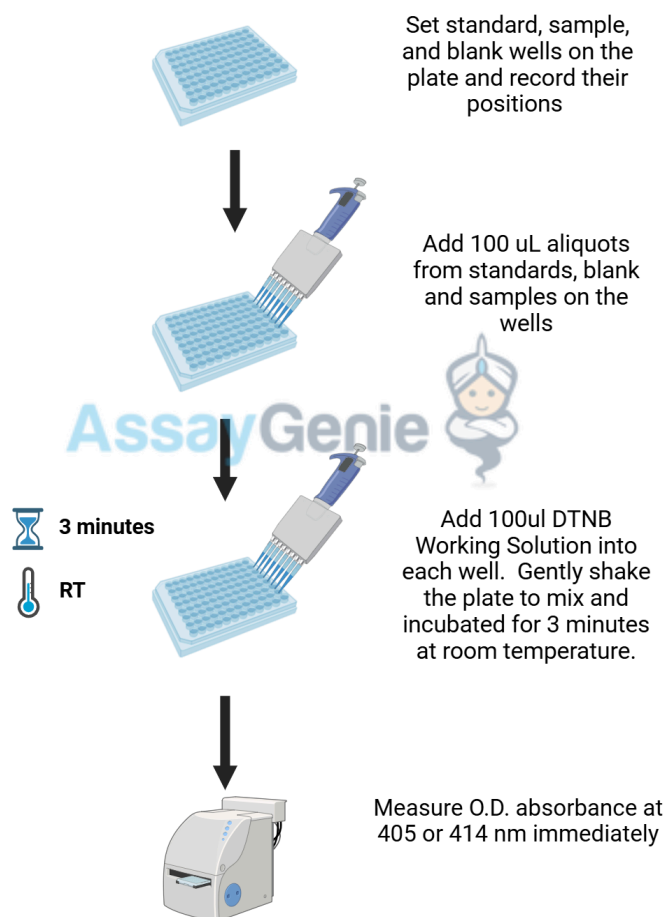 Set standard, sample,
and blank wells on the
plate and record their
positions
Add 100 uL aliquots
from standards, blank
and samples on the
wells
AssayGenie
3 minutes
RT
Add 100ul DTNB
Working Solution into
each well. Gently shake
the plate to mix and
incubated for 3 minutes
at room temperature.
Measure O.D. absorbance at
405 or 414 nm immediately